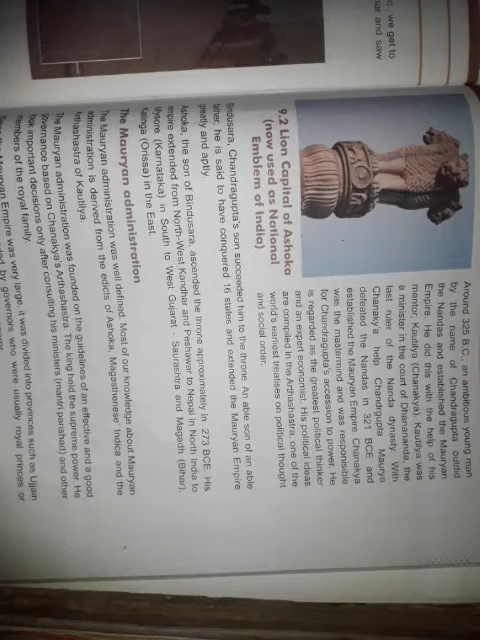 c., we get to
and saw
Around 325 B.C., an ambitious young man
by the name of Chandragupta outdid
the Nandas and established the Mauryan
Empire. He did this with the help of his
mentor, Kautilya (Chanakya). Kautilya was
a minister in the court of Dhanananda, the
last ruler of the Nanda dynasty. With
Chanaky's help Chandrgupta Maurya
defeated the Nandas in 321 BCE and
established the Mauryan Empire. Chanakya
was the mastermind and was responsible
for Chandragupta's accession to power. He
is regarded as the greatest political thinker
and an expert economist. His political ideas
are compiled in the Arthashastra, one of the
world's earliest treatises on political thought
and social order.
9.2 Lion Capital of Ashoka
(now used as National
Emblem of India)
Bindusara, Chandragupta's son succeeded him to the throne. An able son of an able
father, he is said to have conquered 16 states and extended the Mauryan Empire
greatly and aptly.
Ashoka, the son of Bindusara, ascended the throne approximately in 273 BCE. His
empire extended from North-West Kandhar and Peshawar to Nepal in North India to
Mysore (Karnataka) in South to West Gujarat - Saurashtra and Magadh (Bihar),
Kalinga (Orissa) in the East.
The Mauryan administration
The Mauryan administration was well defined. Most of our knowledge about Mauryan
administration is derived from the edicts of Ashoka, Magasthenese' Indica and the
Arthashastra of Kautilya.
The Mauryan administration was founded on the guidelines of an effective and a good
governance based on Chanakya's Arthashastra. The king held the supreme power. He
took important decisions only after consulting his ministers (mantri parishad) and other
members of the royal family.
Mauryan Empire was very large, it was divided into provinces such as Ujjain
by governors who were usually royal princes or